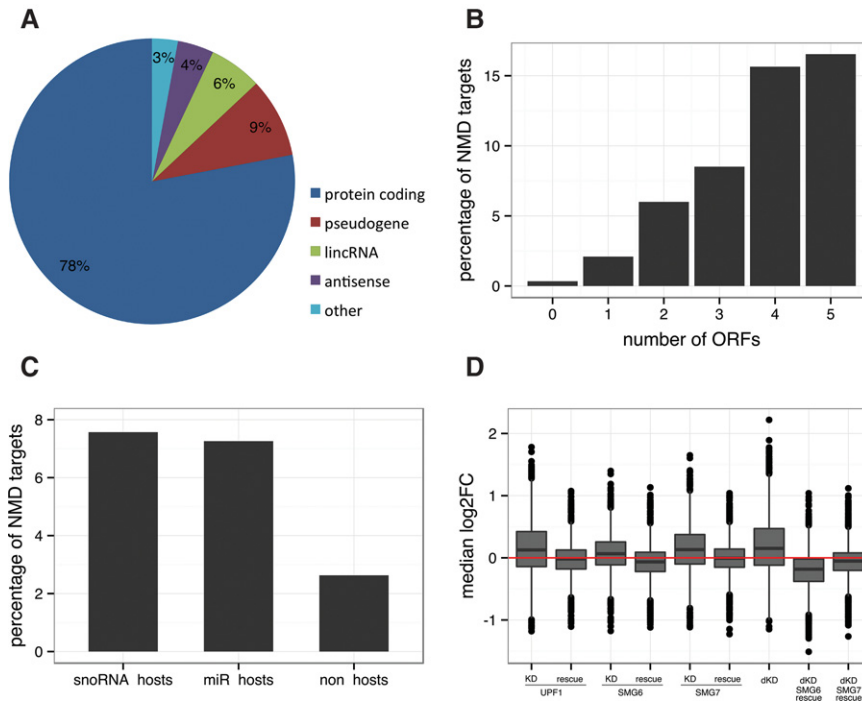 A
3%
4%
6%
9%
78%
protein coding
pseudogene
lincRNA
antisense
other
B
percentage of NMD targets
15
10
5
0
0 1 2 3 4 5
number of ORFs
C
percentage of NMD targets
8
6
4
2
0
snoRNA hosts miR hosts non hosts
D
median log2FC
2
1
0
-1
KD rescue KD rescue KD rescue dKD dKD dKD
UPF1 SMG6 SMG7 SMG6 SMG7
rescue rescue